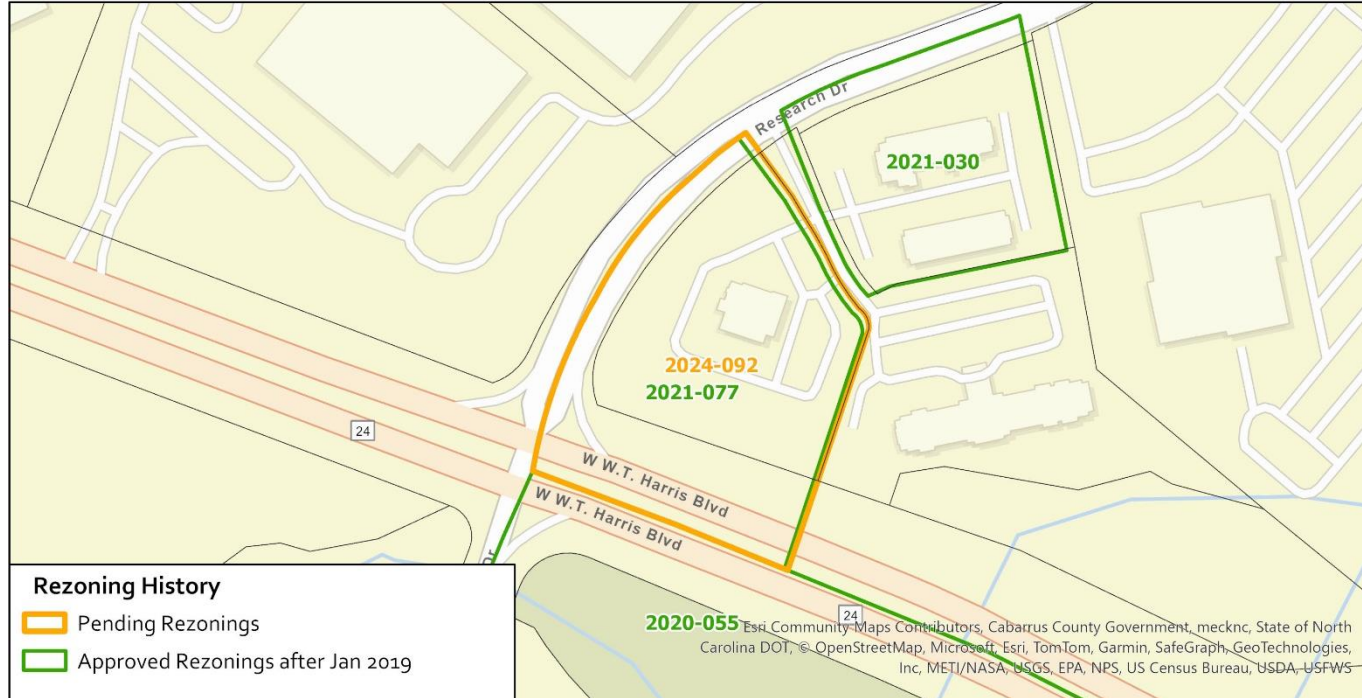 Research Dr
2021-030
2024-092
2021-077
24
W W.T. Harris Blvd
W W.T. Harris Blvd
Dr
Rezoning History
Pending Rezonings
Approved Rezonings after Jan 2019
2020-055
24
Esri Community Maps Contributors, Cabarrus County Government, mecknc, State of North
Carolina DOT, © OpenStreetMap, Microsoft, Esri, TomTom, Garmin, SafeGraph, GeoTechnologies,
Inc, METI/NASA, USGS, EPA, NPS, US Census Bureau, USDA, USFWS